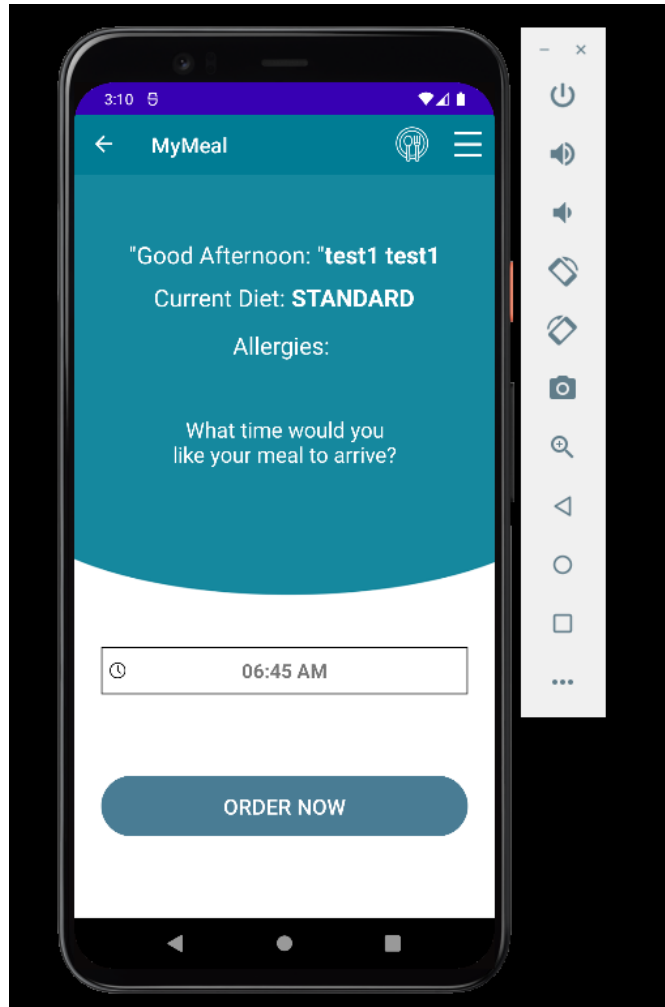 3:10
MyMeal
"Good Afternoon: "test1 test1
Current Diet: STANDARD
Allergies:
What time would you
like your meal to arrive?
06:45 AM
ORDER NOW